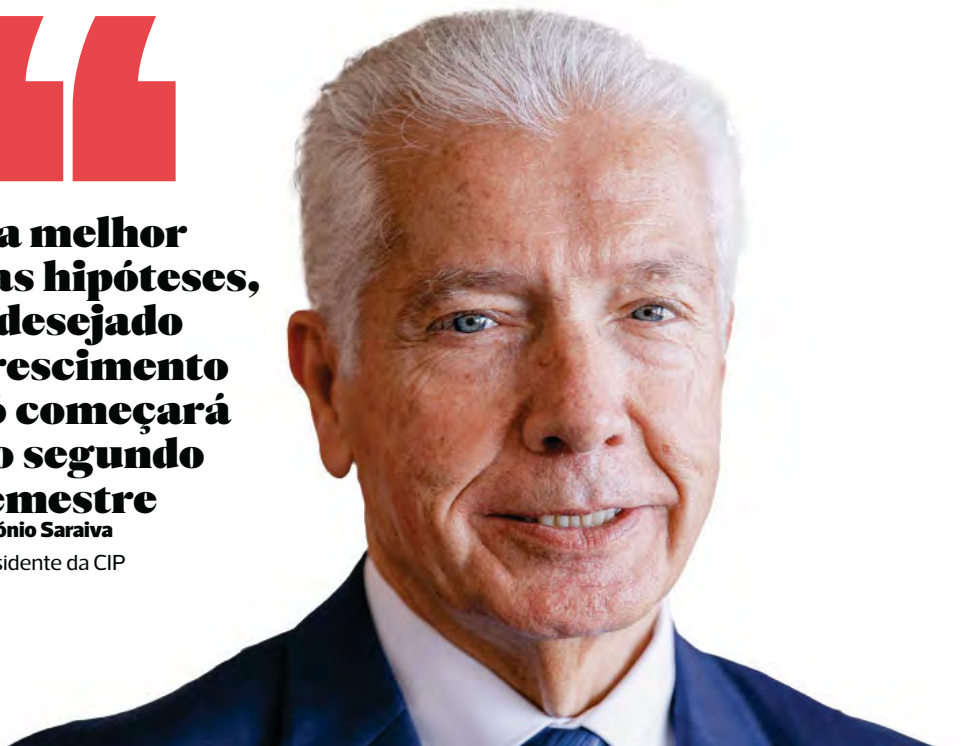 a melhor
as hipóteses,
desejado
rescimento
ó começará
o segundo
emestre
ónio Saraiva
sidente da CIP